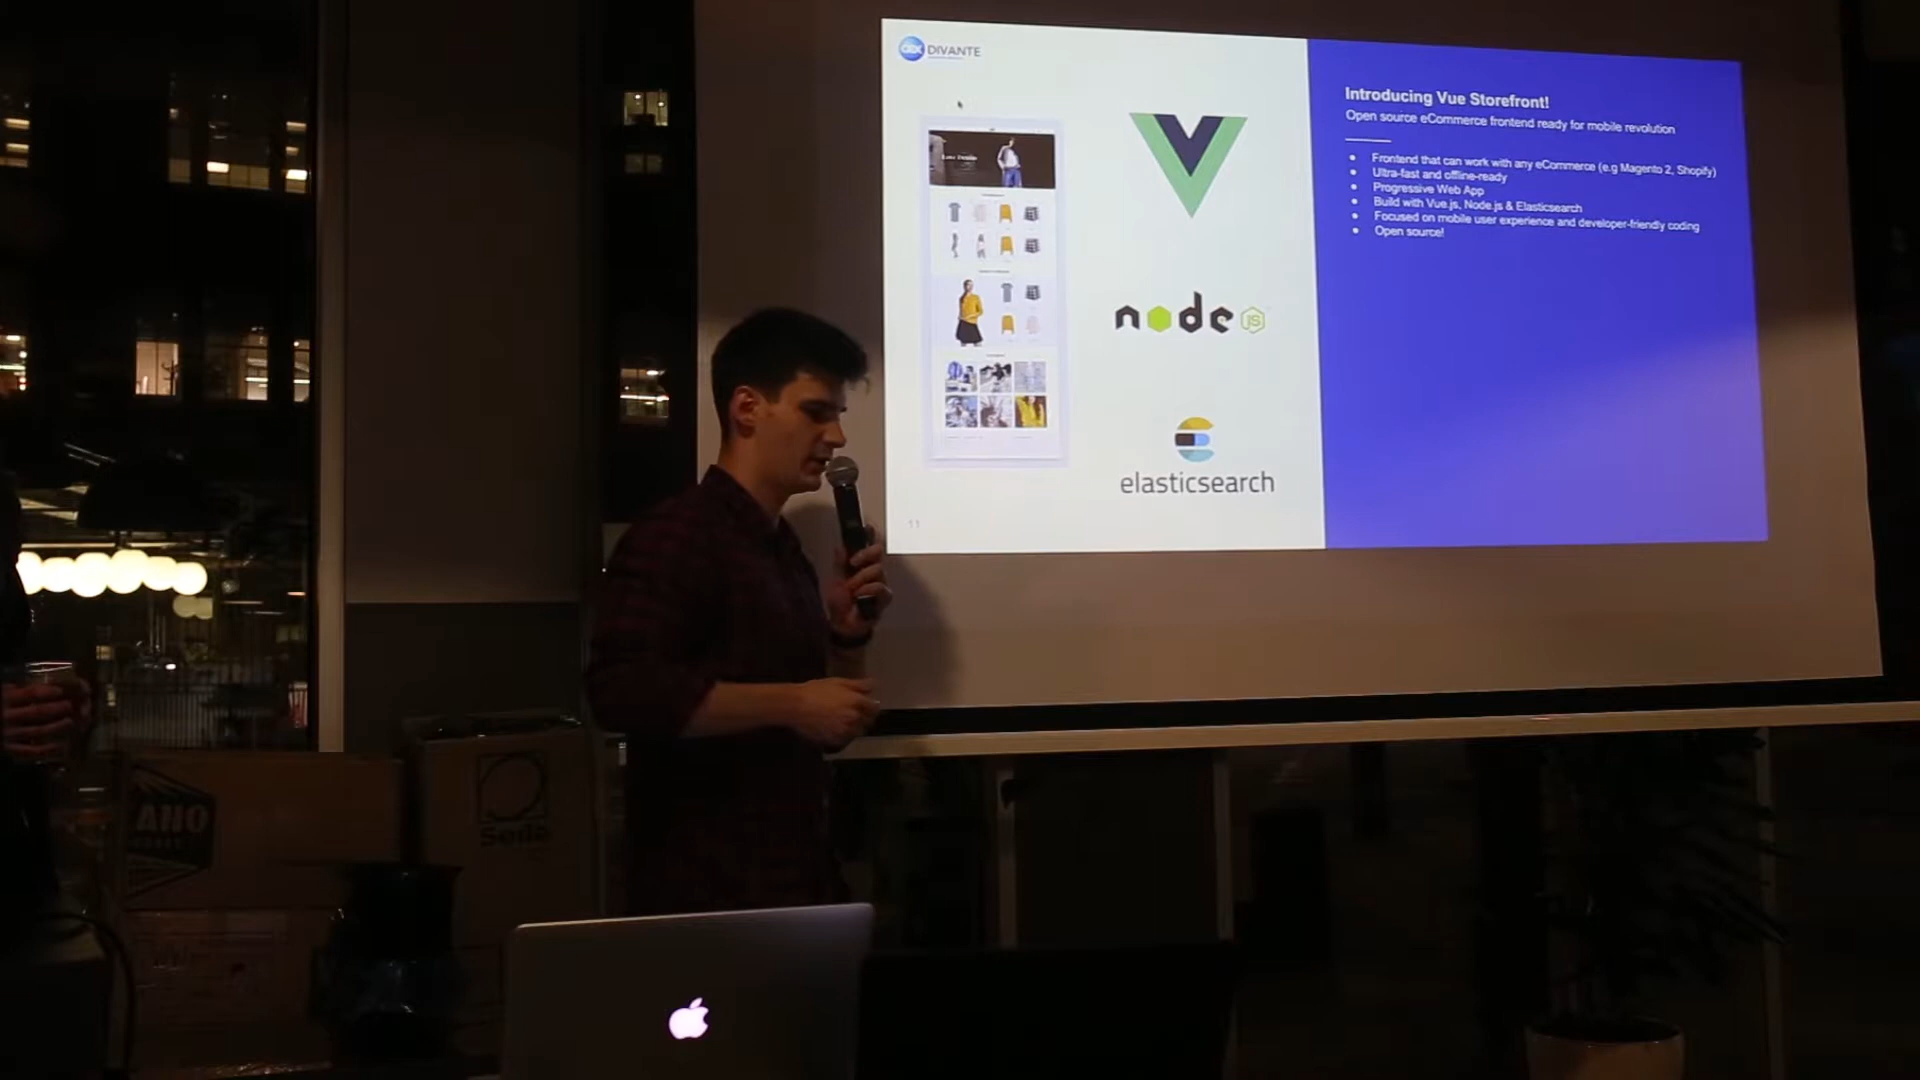 DIVANTE
Introducing Vue Storefront!
Open source eCommerce frontend ready for mobile revolution
Frontend that can work with any eCommerce (e.g Magento 2, Shopify)
Ultra-fast and offline-ready
Progressive Web App
Build with Vue.js, Node.js & Elasticsearch
Focused on mobile user experience and developer-friendly coding
Open source!
node
JS
elasticsearch
11